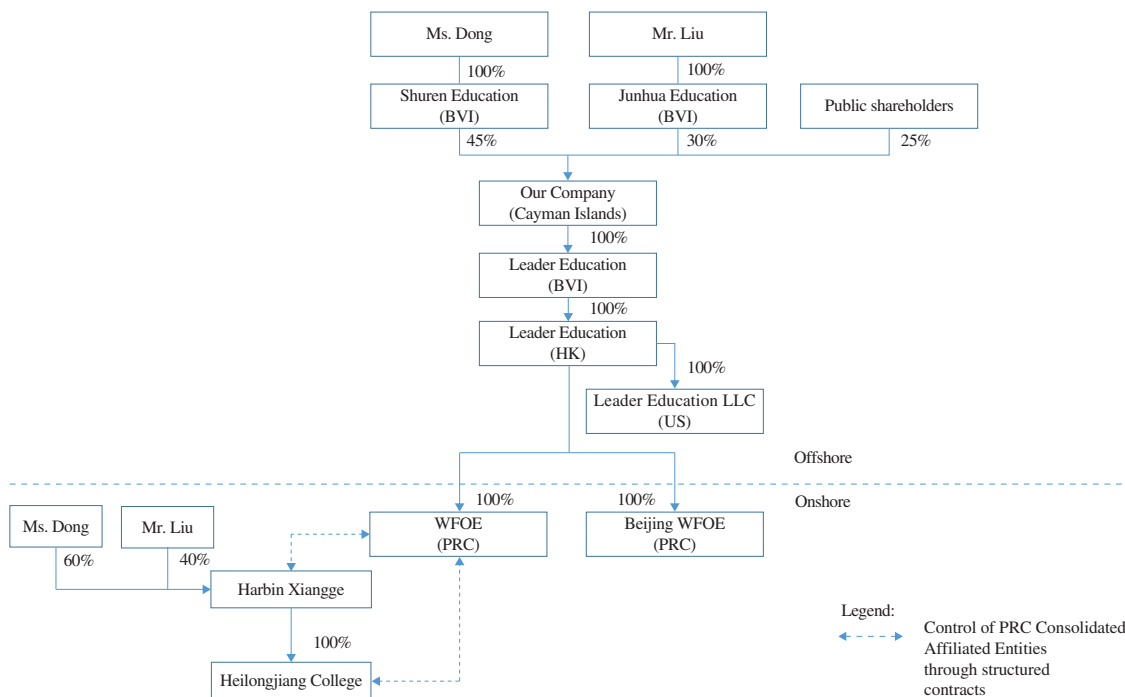 Ms. Dong
Mr. Liu
100%
100%
Shuren Education
(BVI)
Junhua Education
(BVI)
Public shareholders
45%
30%
25%
Our Company
(Cayman Islands)
100%
Leader Education
(BVI)
100%
Leader Education
(HK)
100%
Leader Education LLC
(US)
Offshore
Onshore
100%
100%
Ms. Dong
Mr. Liu
WFOE
(PRC)
Beijing WFOE
(PRC)
60%
40%
Harbin Xiangge
100%
Heilongjiang College
Legend:
Control of PRC Consolidated
Affiliated Entities
through structured
contracts